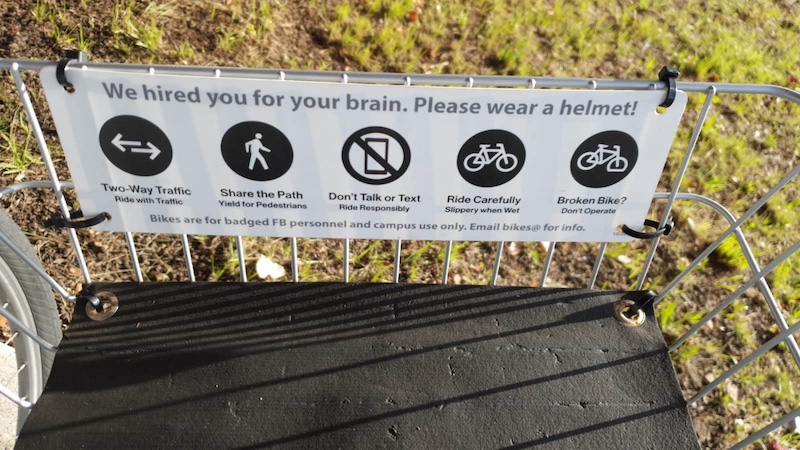 We hired you for your brain. Please wear a helmet!
Two-Way Traffic
Ride with Traffic
Share the Path
Yield for Pedestrians
Don't Talk or Text
Ride Responsibly
Ride Carefully
Slippery when Wet
Broken Bike?
Don't Operate
Bikes are for badged FB personnel and campus use only. Email bikes@ for info.